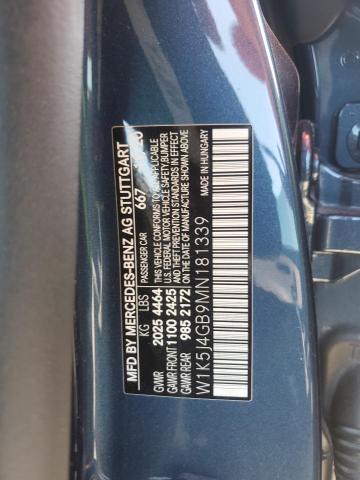 MFD BY MERCEDES-BENZ AG STUTTGART
PASSENGER CAR 667
KG LBS THIS VEHICLE CONFORMS TO ALL APPLICABLE
GVWR 2025 4464 U.S. FEDERAL MOTOR VEHICLE SAFETY, BUMPER
GAWR FRONT 1100 2425 AND THEFT PREVENTION STANDARDS IN EFFECT
GAWR REAR 985 2172 ON THE DATE OF MANUFACTURE SHOWN ABOVE
MADE IN HUNGARY
W1K5J4GB9MN181339